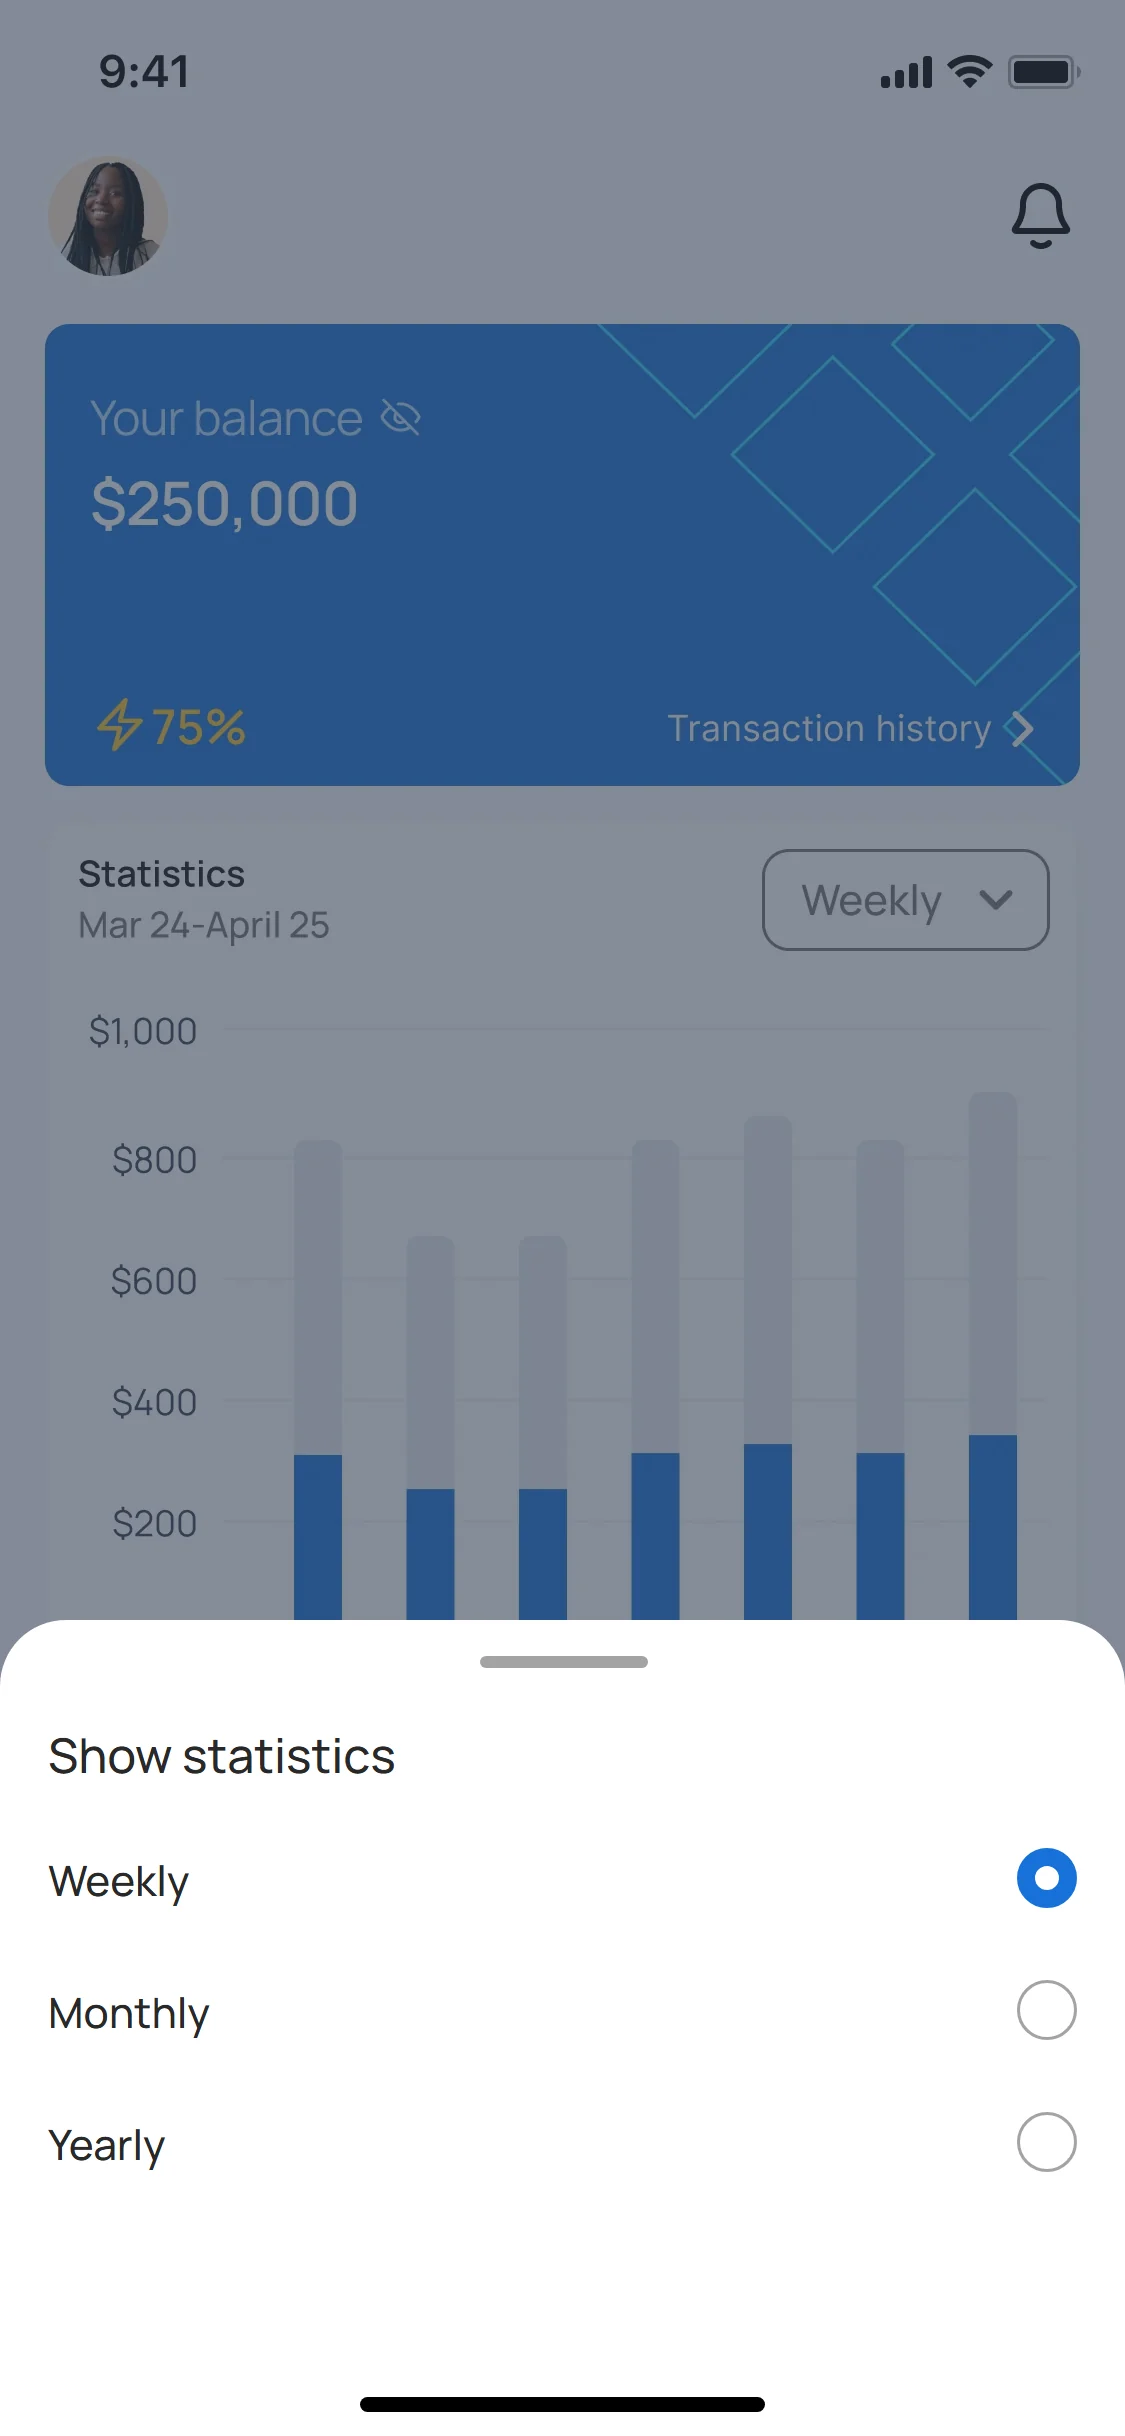 9:41
Your balance
$250,000
75%
Transaction history
Statistics
Mar 24-April 25
Weekly
$1,000
$800
$600
$400
$200
Show statistics
Weekly
Monthly
Yearly